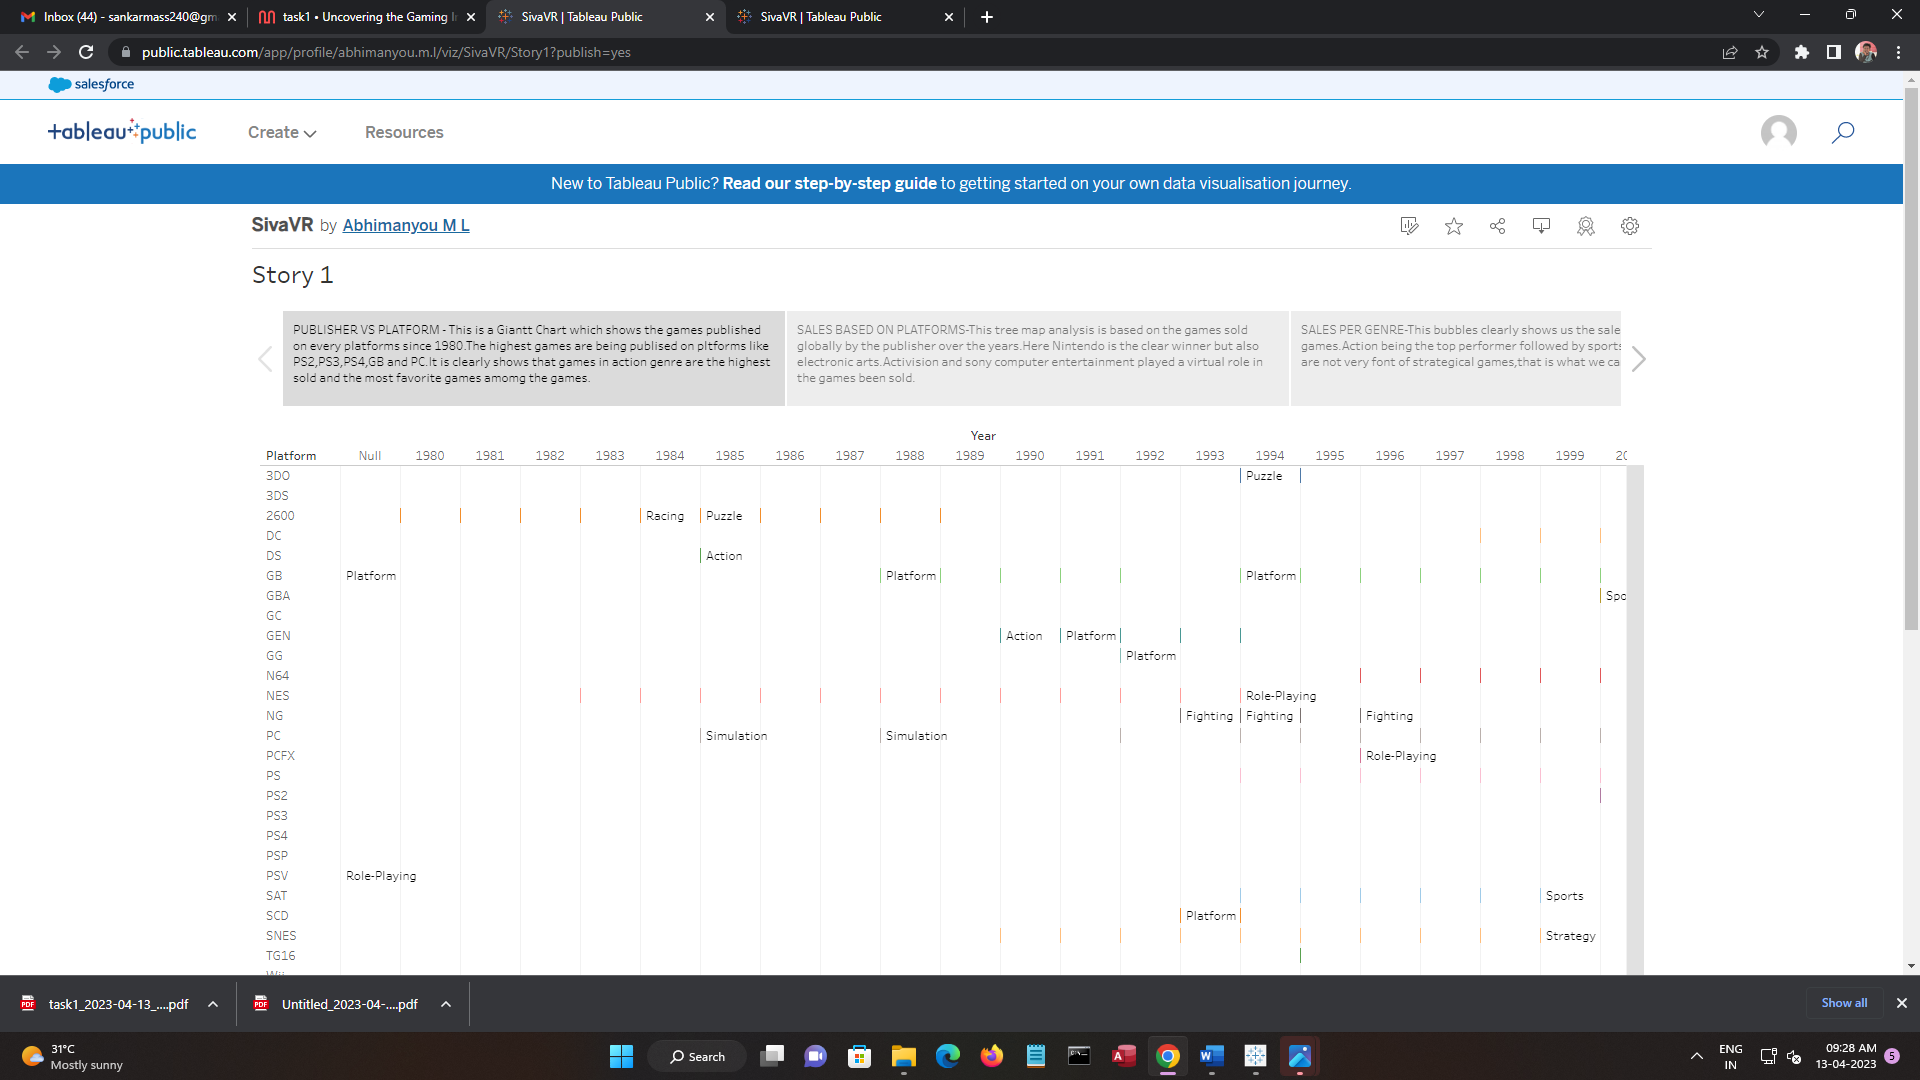 Inbox (44) - sankarmass240@gm
task1 • Uncovering the Gaming I
SivaVR | Tableau Public
SivaVR | Tableau Public
public.tableau.com/app/profile/abhimanyou.m.l/viz/SivaVR/Story1?publish=yes
salesforce
tableau public
Create
Resources
New to Tableau Public? Read our step-by-step guide to getting started on your own data visualisation journey.
SivaVR by Abhimanyou M L
Story 1
PUBLISHER VS PLATFORM - This is a Giantt Chart which shows the games published
on every platforms since 1980.The highest games are being publised on pltforms like
PS2,PS3,PS4,GB and PC.It is clearly shows that games in action genre are the highest
sold and the most favorite games amomg the games.
SALES BASED ON PLATFORMS-This tree map analysis is based on the games sold
globally by the publisher over the years.Here Nintendo is the clear winner but also
electronic arts.Activision and sony computer entertainment played a virtual role in
the games been sold.
SALES PER GENRE-This bubbles clearly shows us the sale
games.Action being the top performer followed by sports
are not very font of strategical games,that is what we ca
Year
Platform Null 1980 1981 1982 1983 1984 1985 1986 1987 1988 1989 1990 1991 1992 1993 1994 1995 1996 1997 1998 1999 20
3DO Puzzle
3DS
2600 Racing Puzzle
DC
DS Action
GB Platform Platform Platform
GBA Spo
GC
GEN Action Platform
GG Platform
N64
NES Role-Playing
NG Fighting Fighting Fighting
PC Simulation Simulation
PCFX Role-Playing
PS
PS2
PS3
PS4
PSP
PSV Role-Playing
SAT Sports
SCD Platform
SNES Strategy
TG16
Wii
task1_2023-04-13_....pdf
Untitled_2023-04-....pdf
Show all
31°C
Mostly sunny
Search
ENG
IN
09:28 AM
13-04-2023
5